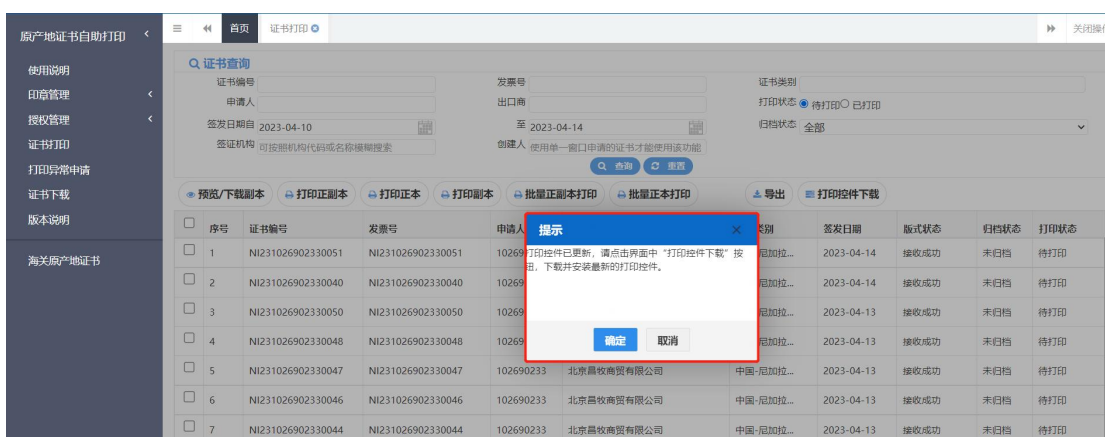 原产地证书自助打印
使用说明
印章管理
授权管理
证书打印
打印异常申请
证书下载
版本说明
海关原产地证书
首页 证书打印 关闭操
证书查询
证书编号 发票号 证书类别
申请人 出口商 打印状态 待打印 已打印
签发日期自 2023-04-10 至 2023-04-14 归档状态 全部
签证机构 可按照机构代码或名称模糊搜索 创建人 使用单一窗口申请的证书才能使用该功能
查询 重置
预览/下载副本 打印正副本 打印正本 打印副本 批量正副本打印 批量正本打印 导出 打印控件下载
序号 证书编号 发票号 申请人 类别 签发日期 版式状态 归档状态 打印状态
1 NI231026902330051 NI231026902330051 10269 尼加拉... 2023-04-14 接收成功 未归档 待打印
2 NI231026902330040 NI231026902330040 10269 尼加拉... 2023-04-14 接收成功 未归档 待打印
3 NI231026902330050 NI231026902330050 10269 尼加拉... 2023-04-13 接收成功 未归档 待打印
4 NI231026902330048 NI231026902330048 10269 尼加拉... 2023-04-13 接收成功 未归档 待打印
5 NI231026902330047 NI231026902330047 102690233 北京昌牧商贸有限公司 中国-尼加拉... 2023-04-13 接收成功 未归档 待打印
6 NI231026902330046 NI231026902330046 102690233 北京昌牧商贸有限公司 中国-尼加拉... 2023-04-13 接收成功 未归档 待打印
7 NI231026902330044 NI231026902330044 102690233 北京昌牧商贸有限公司 中国-尼加拉... 2023-04-13 接收成功 未归档 待打印
提示
打印控件已更新，请点击界面中“打印控件下载”按
钮，下载并安装最新的打印控件。
确定 取消